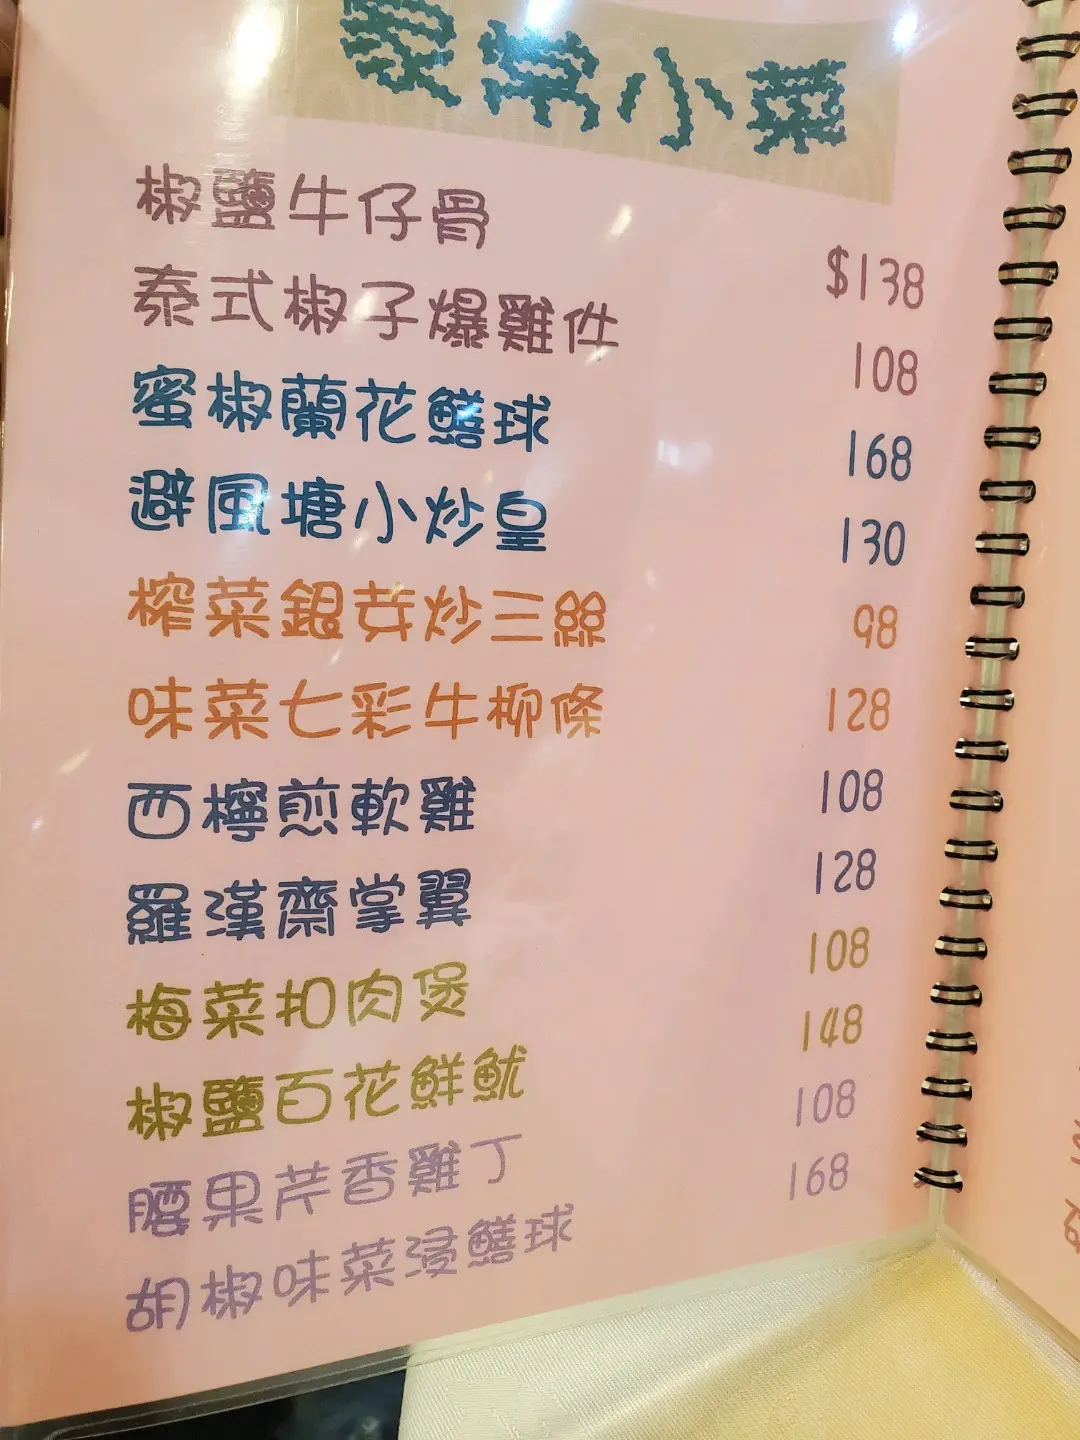 家常小菜
椒鹽牛仔骨 $138
泰式椒子爆雞件 108
蜜椒蘭花鱔球 168
避風塘小炒皇 130
榨菜銀芽炒三絲 98
味菜七彩牛柳條 128
西檸煎軟雞 108
羅漢齋掌翼 128
梅菜扣肉煲 108
椒鹽百花鮮魷 148
腰果芹香雞丁 108
胡椒味菜浸鱔球 168